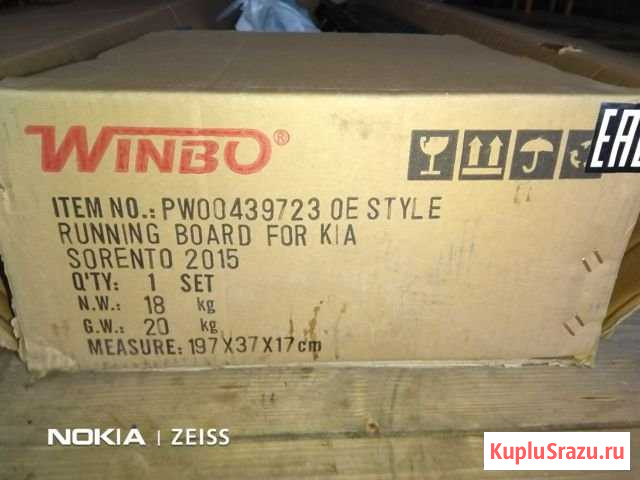 WINBO®
EAC
ITEM NO.: PW00439723 OE STYLE
RUNNING BOARD FOR KIA
SORENTO 2015
Q'TY: 1 SET
N.W.: 18 kg
G.W.: 20 kg
MEASURE: 197X37X17cm
NOKIA | ZEISS
KupluSrazu.ru